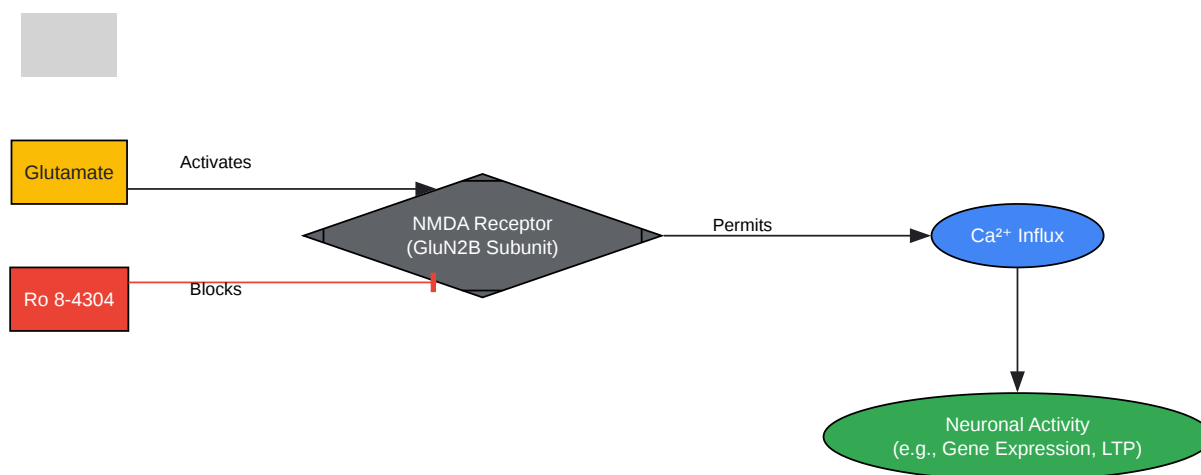 Glutamate
Activates
NMDA Receptor
(GluN2B Subunit)
Permits
Ca²⁺ Influx
Ro 8-4304
Blocks
Neuronal Activity
(e.g., Gene Expression, LTP)